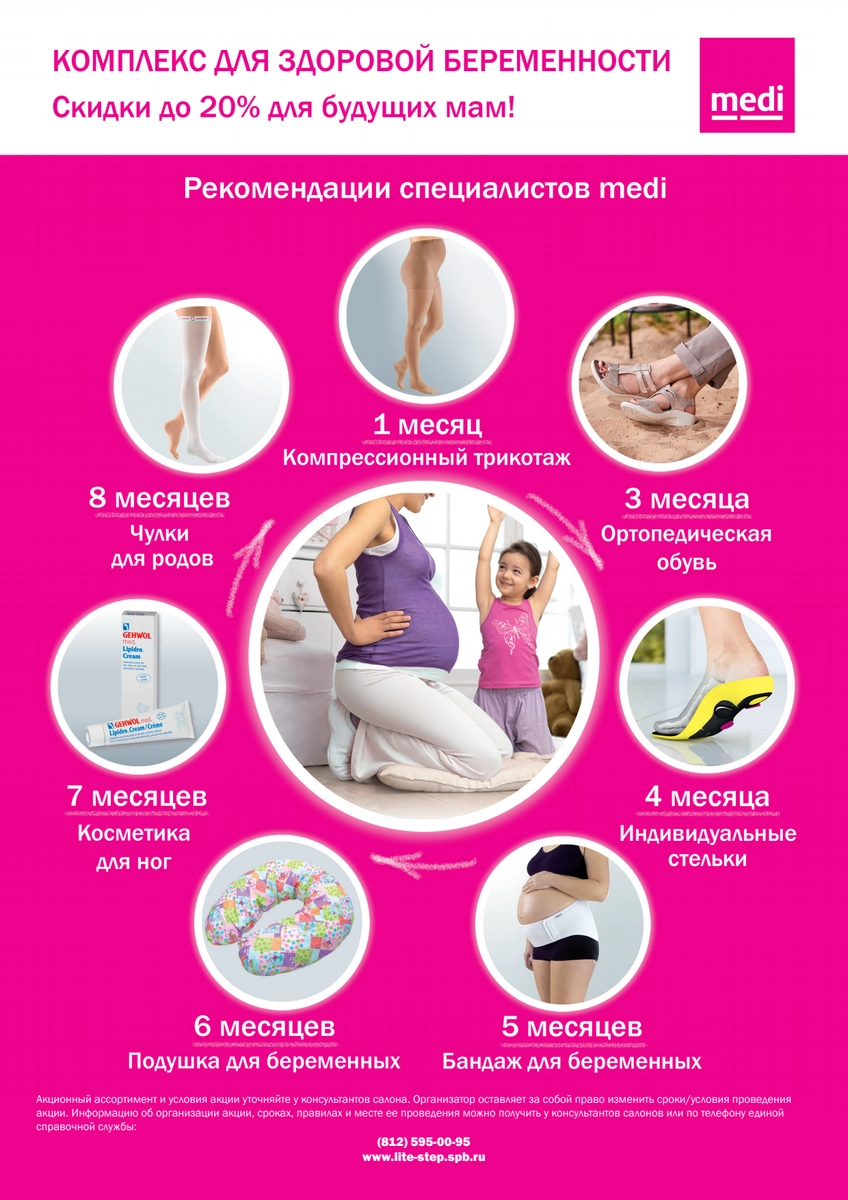 КОМПЛЕКС ДЛЯ ЗДОРОВОЙ БЕРЕМЕННОСТИ
Скидки до 20% для будущих мам!
medi
Рекомендации специалистов medi
1 месяц
Компрессионный трикотаж
3 месяца
Ортопедическая
обувь
4 месяца
Индивидуальные
стельки
5 месяцев
Бандаж для беременных
6 месяцев
Подушка для беременных
7 месяцев
Косметика
для ног
GEHWOL
med.
Lipidro
Cream
GEHWOL med.
Lipidro Cream/Crème
8 месяцев
Чулки
для родов
Акционный ассортимент и условия акции уточняйте у консультантов салона. Организатор оставляет за собой право изменить сроки/условия проведения
акции. Информацию об организации акции, сроках, правилах и месте ее проведения можно получить у консультантов салонов или по телефону единой
справочной службы:
(812) 595-00-95
www.lite-step.spb.ru